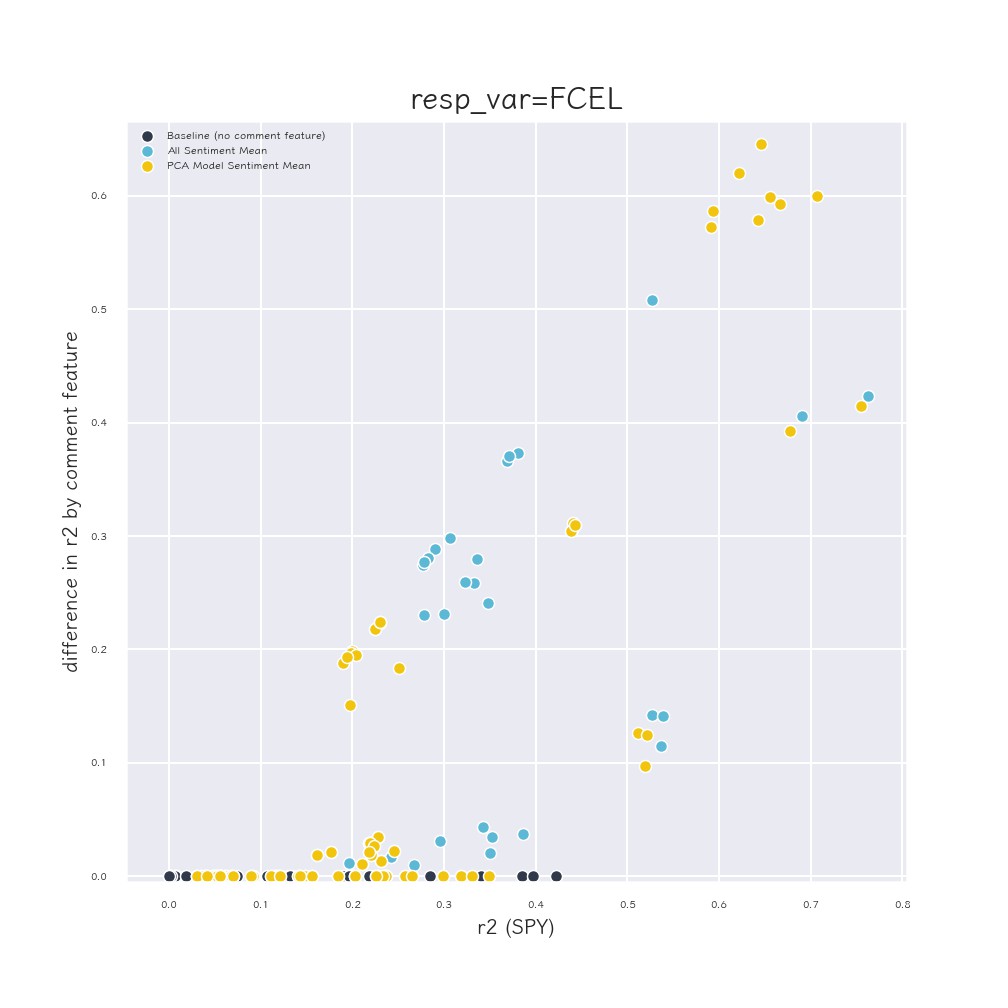 resp_var=FCEL
Baseline (no comment feature)
All Sentiment Mean
PCA Model Sentiment Mean
difference in r2 by comment feature
0.6
0.5
0.4
0.3
0.2
0.1
0.0
0.0 0.1 0.2 0.3 0.4 0.5 0.6 0.7 0.8
r2 (SPY)